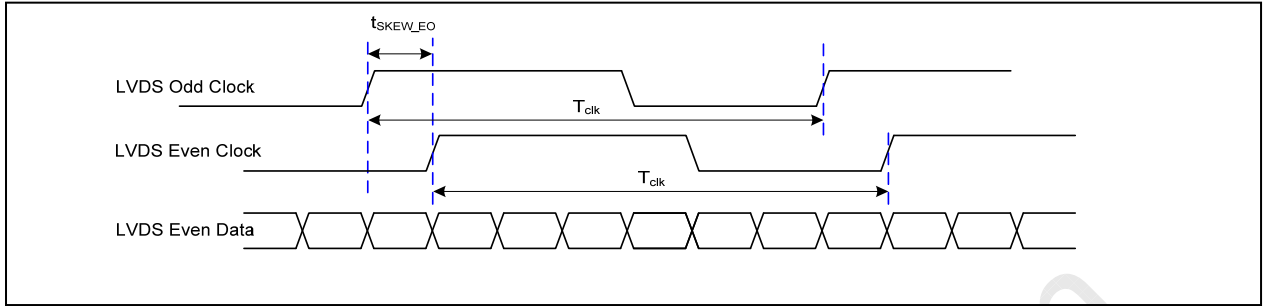 tSKEW_EO
LVDS Odd Clock
Tclk
LVDS Even Clock
Tclk
LVDS Even Data